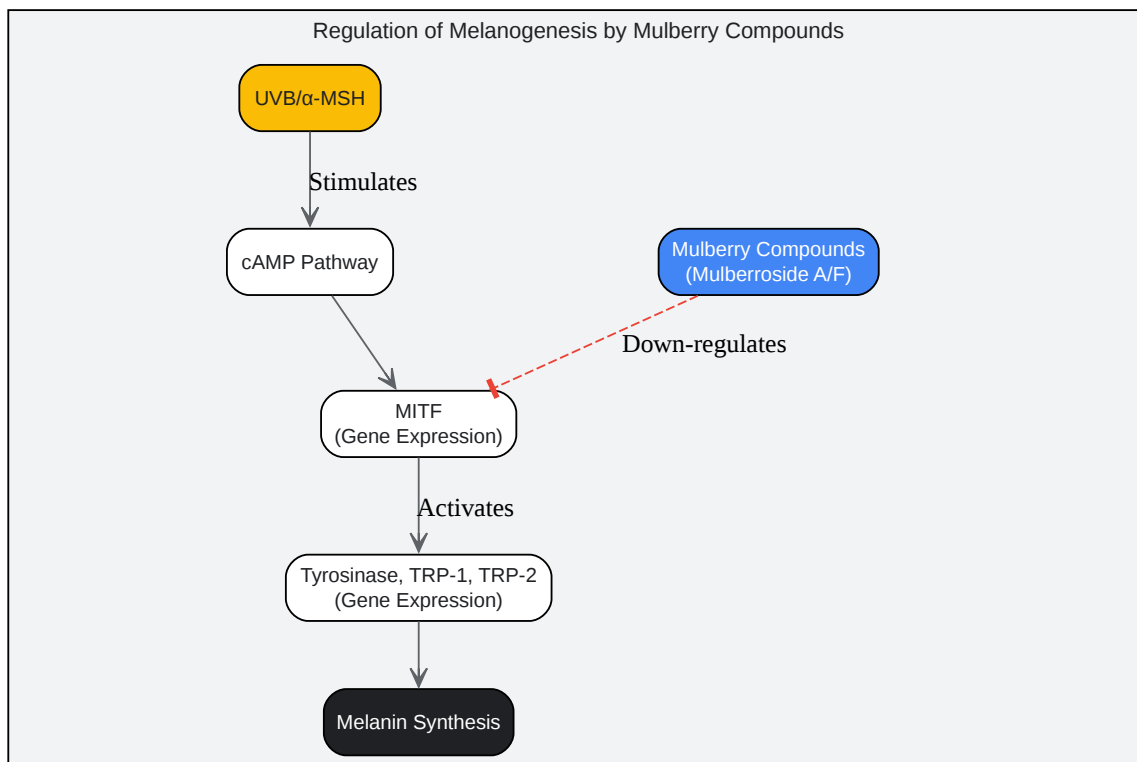 Regulation of Melanogenesis by Mulberry Compounds
UVB/α-MSH
Stimulates
cAMP Pathway
Mulberry Compounds
(Mulberroside A/F)
Down-regulates
MITF
(Gene Expression)
Activates
Tyrosinase, TRP-1, TRP-2
(Gene Expression)
Melanin Synthesis